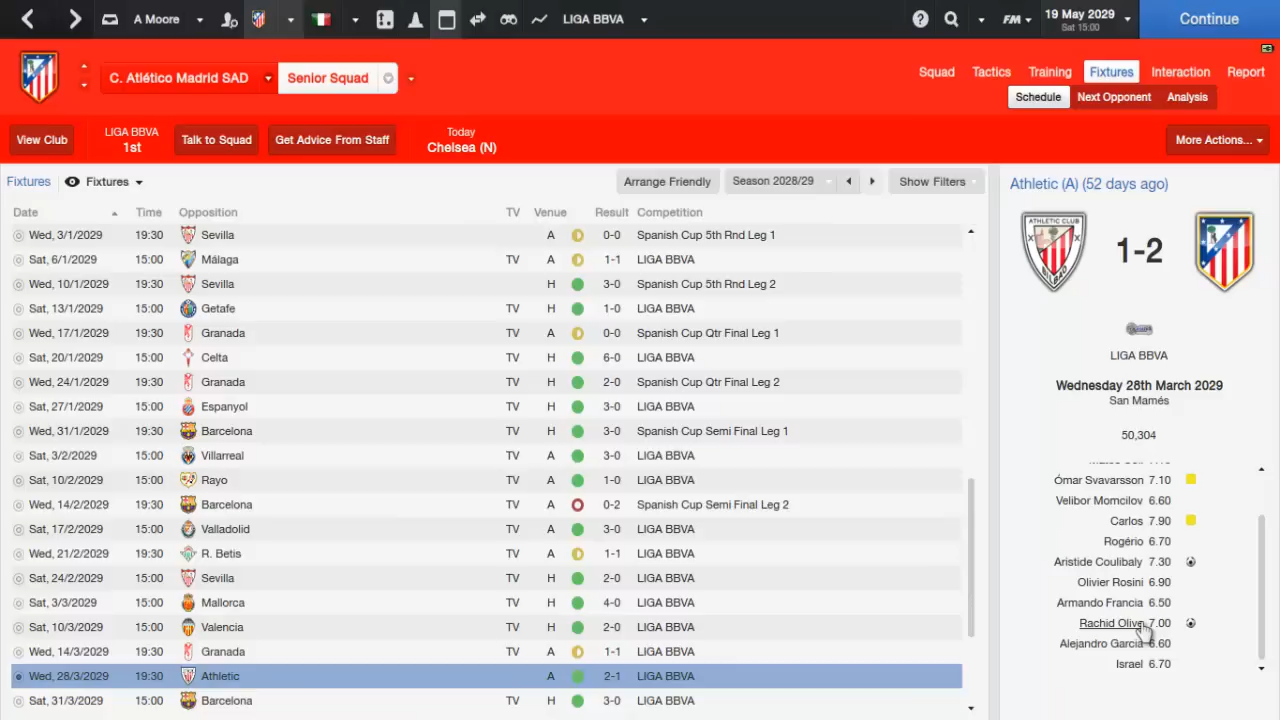 A Moore
LIGA BBVA
FM
19 May 2029
Sat 15:00
Continue
C. Atlético Madrid SAD
Senior Squad
Squad
Tactics
Training
Fixtures
Interaction
Report
Schedule
Next Opponent
Analysis
View Club
LIGA BBVA
1st
Talk to Squad
Get Advice From Staff
Today
Chelsea (N)
More Actions...
Fixtures
Fixtures
Arrange Friendly
Season 2028/29
Show Filters
Date Time Opposition TV Venue Result Competition
Wed, 3/1/2029 19:30 Sevilla A 0-0 Spanish Cup 5th Rnd Leg 1
Sat, 6/1/2029 15:00 Málaga TV A 1-1 LIGA BBVA
Wed, 10/1/2029 19:30 Sevilla H 3-0 Spanish Cup 5th Rnd Leg 2
Sat, 13/1/2029 15:00 Getafe TV H 1-0 LIGA BBVA
Wed, 17/1/2029 19:30 Granada TV A 0-0 Spanish Cup Qtr Final Leg 1
Sat, 20/1/2029 15:00 Celta TV H 6-0 LIGA BBVA
Wed, 24/1/2029 19:30 Granada TV H 2-0 Spanish Cup Qtr Final Leg 2
Sat, 27/1/2029 15:00 Espanyol TV H 3-0 LIGA BBVA
Wed, 31/1/2029 19:30 Barcelona TV H 3-0 Spanish Cup Semi Final Leg 1
Sat, 3/2/2029 15:00 Villarreal TV A 3-0 LIGA BBVA
Sat, 10/2/2029 15:00 Rayo TV H 1-0 LIGA BBVA
Wed, 14/2/2029 19:30 Barcelona TV A 0-2 Spanish Cup Semi Final Leg 2
Sat, 17/2/2029 15:00 Valladolid TV H 3-0 LIGA BBVA
Wed, 21/2/2029 19:30 R. Betis TV A 1-1 LIGA BBVA
Sat, 24/2/2029 15:00 Sevilla TV H 2-0 LIGA BBVA
Sat, 3/3/2029 15:00 Mallorca TV H 4-0 LIGA BBVA
Sat, 10/3/2029 15:00 Valencia TV H 2-0 LIGA BBVA
Wed, 14/3/2029 19:30 Granada TV A 1-1 LIGA BBVA
Wed, 28/3/2029 19:30 Athletic A 2-1 LIGA BBVA
Sat, 31/3/2029 15:00 Barcelona TV H 3-0 LIGA BBVA
Athletic (A) (52 days ago)
ATHLETIC CLUB
BILBAO
1-2
LIGA BBVA
Wednesday 28th March 2029
San Mamés
50,304
Ómar Svavarsson 7.10
Velibor Momcilov 6.60
Carlos 7.90
Rogério 6.70
Aristide Coulibaly 7.30
Olivier Rosini 6.90
Armando Francia 6.50
Rachid Oliva 7.00
Alejandro García 6.60
Israel 6.70